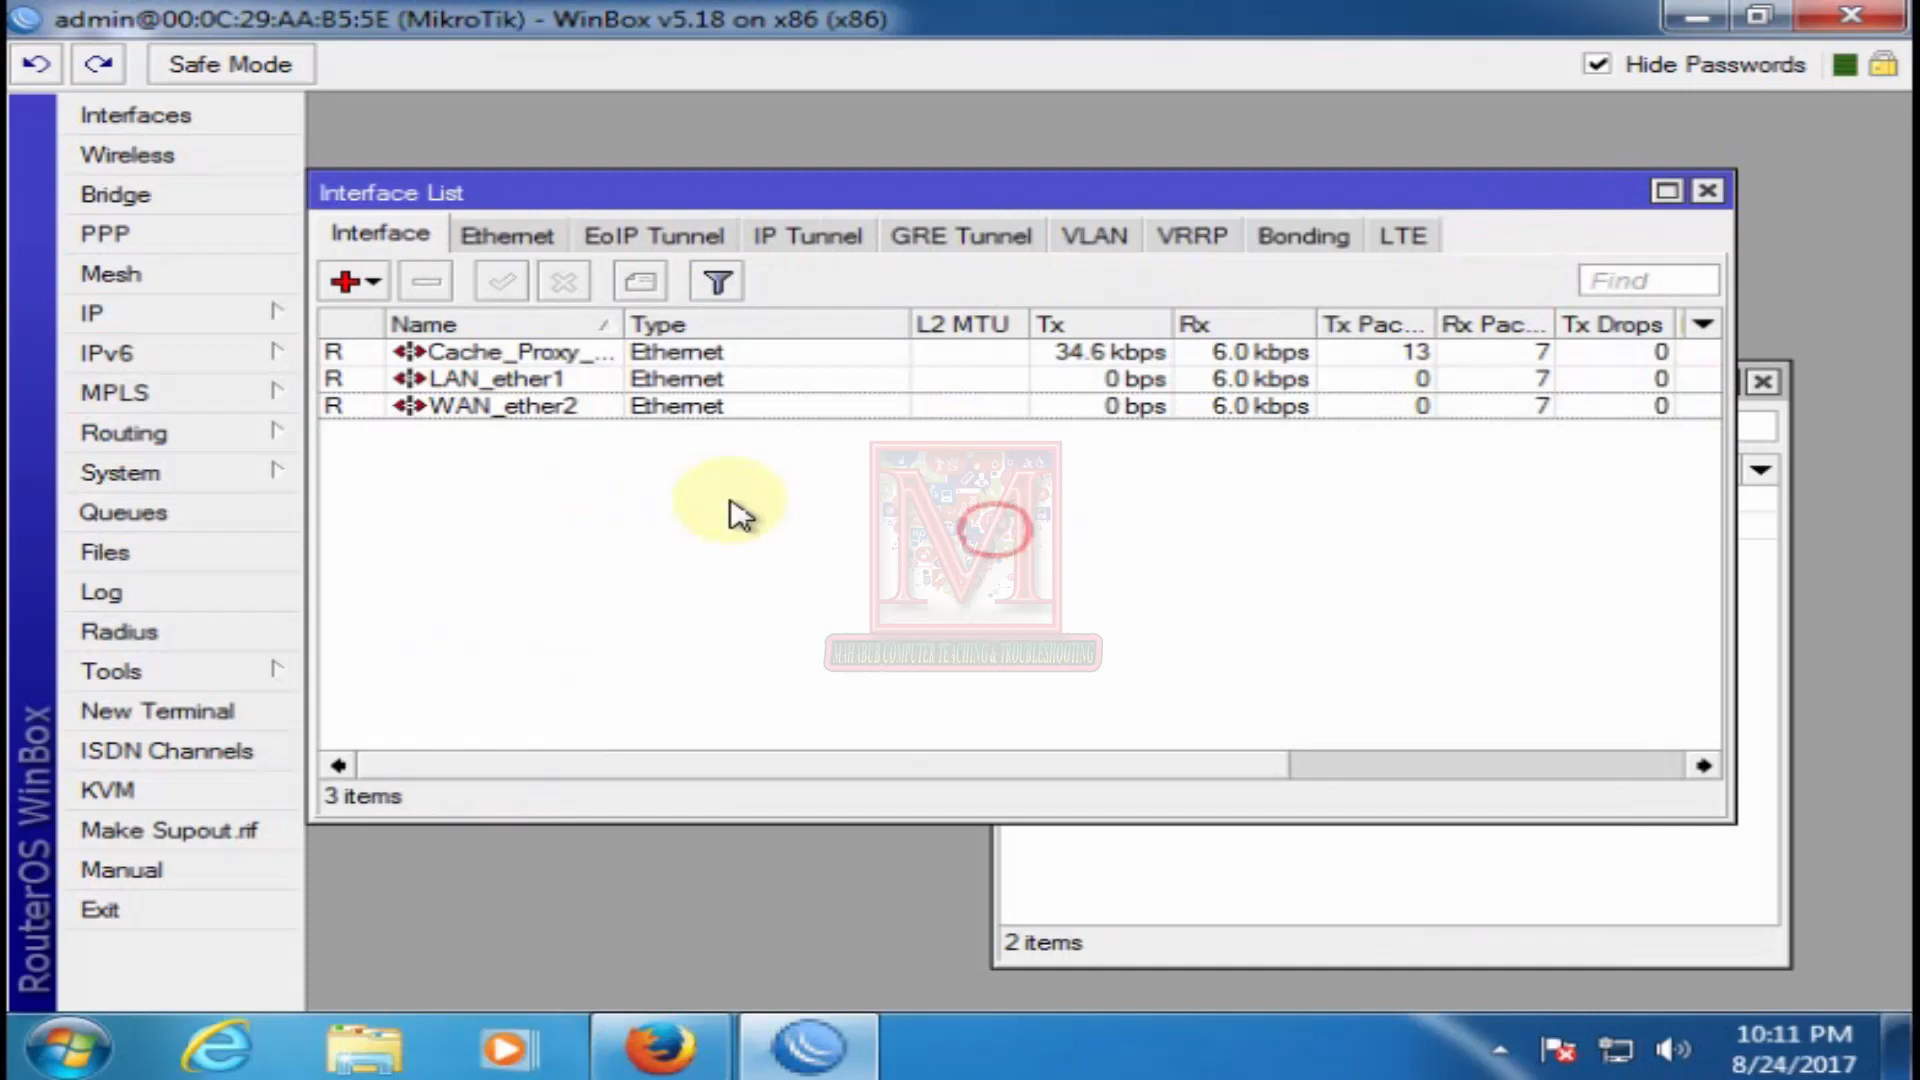 admin@00:0C:29:AA:B5:5E (MikroTik) - WinBox v5.18 on x86 (x86)
Safe Mode
Hide Passwords
Interfaces
Wireless
Bridge
PPP
Mesh
IP
IPv6
MPLS
Routing
System
Queues
Files
Log
Radius
Tools
New Terminal
ISDN Channels
KVM
Make Supout.rif
Manual
Exit
RouterOS WinBox
Interface List
Interface Ethernet EoIP Tunnel IP Tunnel GRE Tunnel VLAN VRRP Bonding LTE
Find
Name Type L2 MTU Tx Rx Tx Pac... Rx Pac... Tx Drops
R Cache_Proxy_... Ethernet 34.6 kbps 6.0 kbps 13 7 0
R LAN_ether1 Ethernet 0 bps 6.0 kbps 0 7 0
R WAN_ether2 Ethernet 0 bps 6.0 kbps 0 7 0
M
MAHABUB COMPUTER TEACHING & TROUBLESHOOTING
3 items
2 items
10:11 PM
8/24/2017